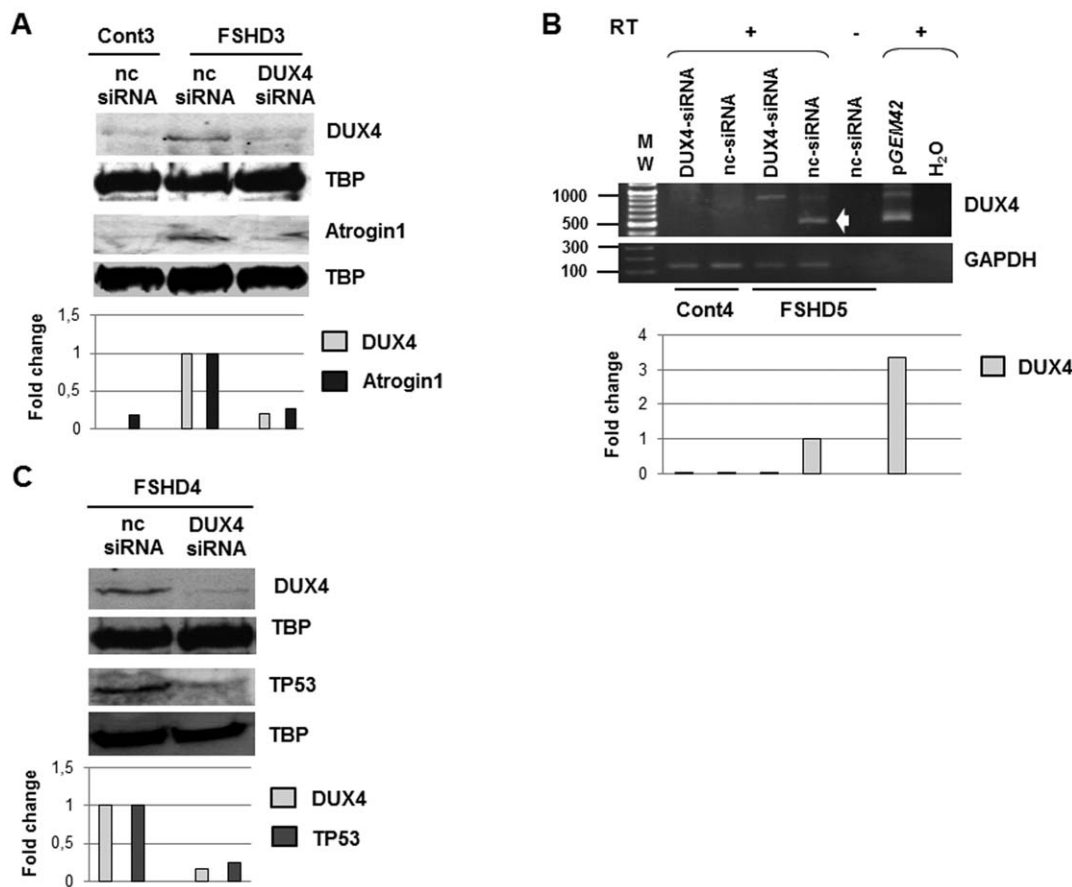 A
Cont3 FSHD3
nc nc DUX4
siRNA siRNA siRNA
DUX4
TBP
Atrogin1
TBP
Fold change
1,5
1
0,5
0
DUX4
Atrogin1
B
RT + - +
M W
DUX4-siRNA
nc-siRNA
DUX4-siRNA
nc-siRNA
nc-siRNA
pGEM42
H2O
1000
500
300
100
DUX4
GAPDH
Cont4 FSHD5
Fold change
4
3
2
1
0
DUX4
C
FSHD4
nc DUX4
siRNA siRNA
DUX4
TBP
TP53
TBP
Fold change
1,5
1
0,5
0
DUX4
TP53